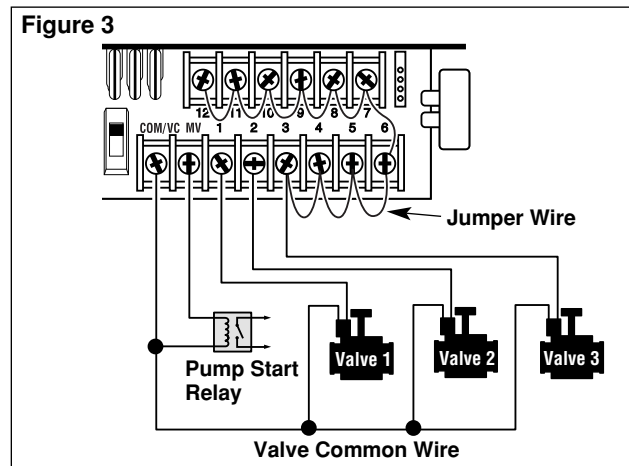 Figure 3
12 11 10 9 8 7
COM/VC MV 1 2 3 4 5 6
Jumper Wire
Valve 1 Valve 2 Valve 3
Pump Start
Relay
Valve Common Wire